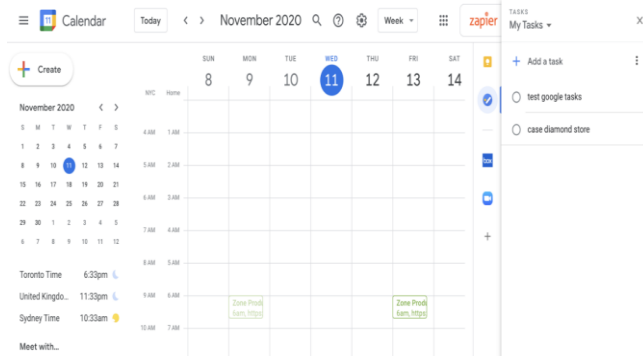 Calendar
Today
November 2020
Week
zapier
TASKS
My Tasks
Create
Add a task
test google tasks
case diamond store
SUN MON TUE WED THU FRI SAT
8 9 10 11 12 13 14
NYC Home
November 2020
S M T W T F S
1 2 3 4 5 6 7
8 9 10 11 12 13 14
15 16 17 18 19 20 21
22 23 24 25 26 27 28
29 30 1 2 3 4 5
6 7 8 9 10 11 12
4 AM 1 AM
5 AM 2 AM
6 AM 3 AM
7 AM 4 AM
8 AM 5 AM
9 AM 6 AM
10 AM 7 AM
Zone Prod
6am, https
Zone Prod
6am, https
Toronto Time 6:33pm
United Kingdo... 11:33pm
Sydney Time 10:33am
Meet with...